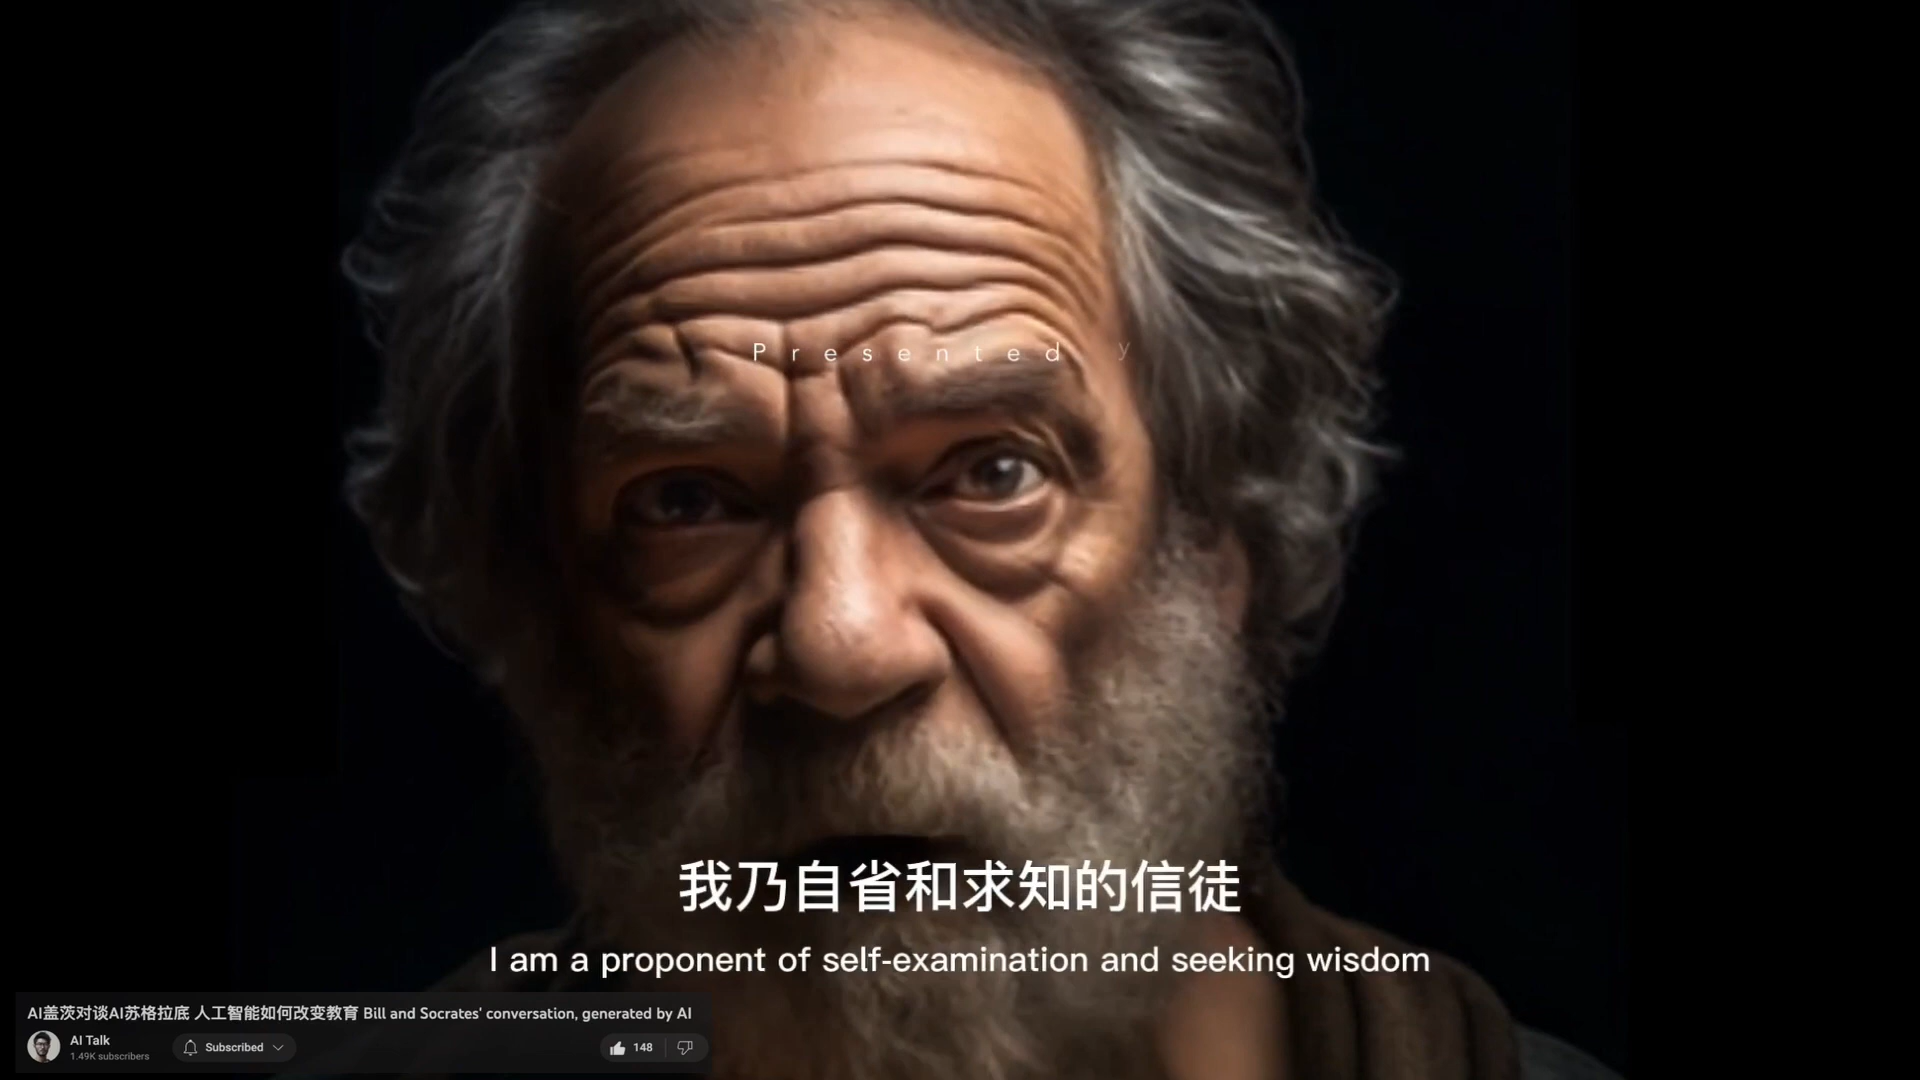 Presented y
我乃自省和求知的信徒
I am a proponent of self-examination and seeking wisdom
AI盖茨对谈AI苏格拉底 人工智能如何改变教育 Bill and Socrates' conversation, generated by AI
AI Talk
1.49K subscribers
Subscribed
148